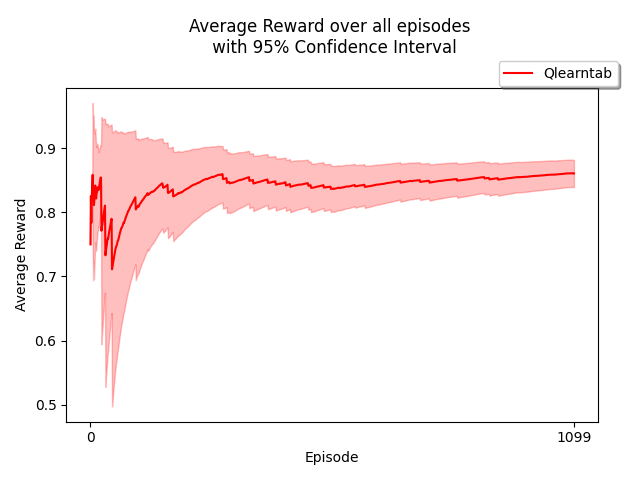 Average Reward over all episodes
with 95% Confidence Interval
Qlearntab
0.9
0.8
0.7
0.6
0.5
Average Reward
0
1099
Episode